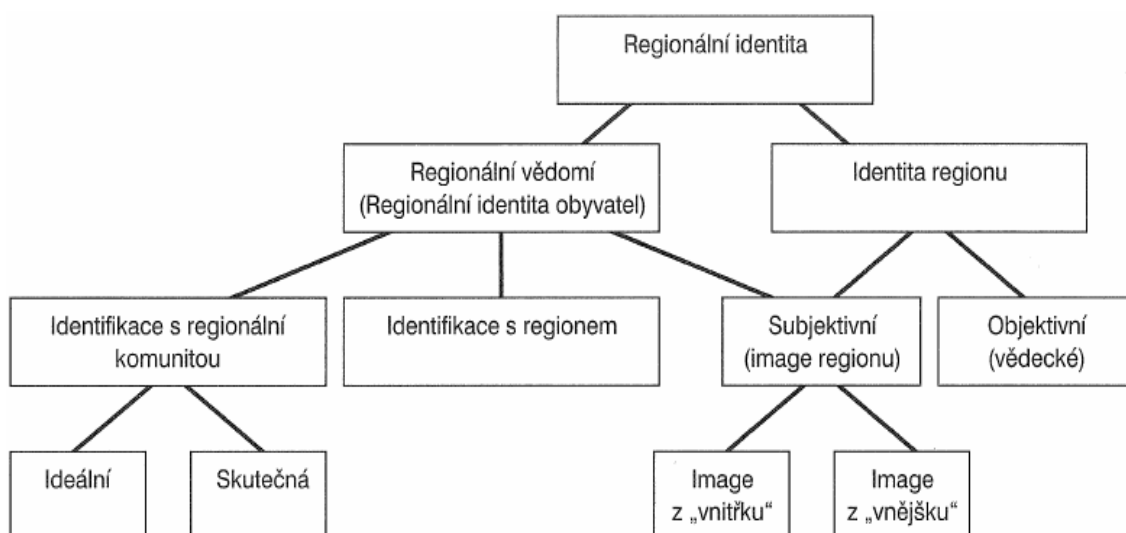 Regionální identita
Regionální vědomí
(Regionální identita obyvatel)
Identita regionu
Identifikace s regionální
komunitou
Identifikace s regionem
Subjektivní
(image regionu)
Objektivní
(vědecké)
Ideální
Skutečná
Image
z „vnitřku“
Image
z „vnějšku“